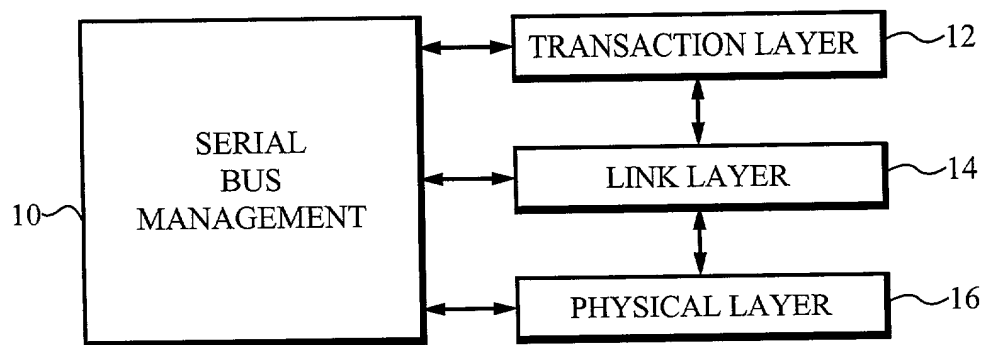 TRANSACTION LAYER
12
SERIAL
BUS
MANAGEMENT
10
LINK LAYER
14
PHYSICAL LAYER
16